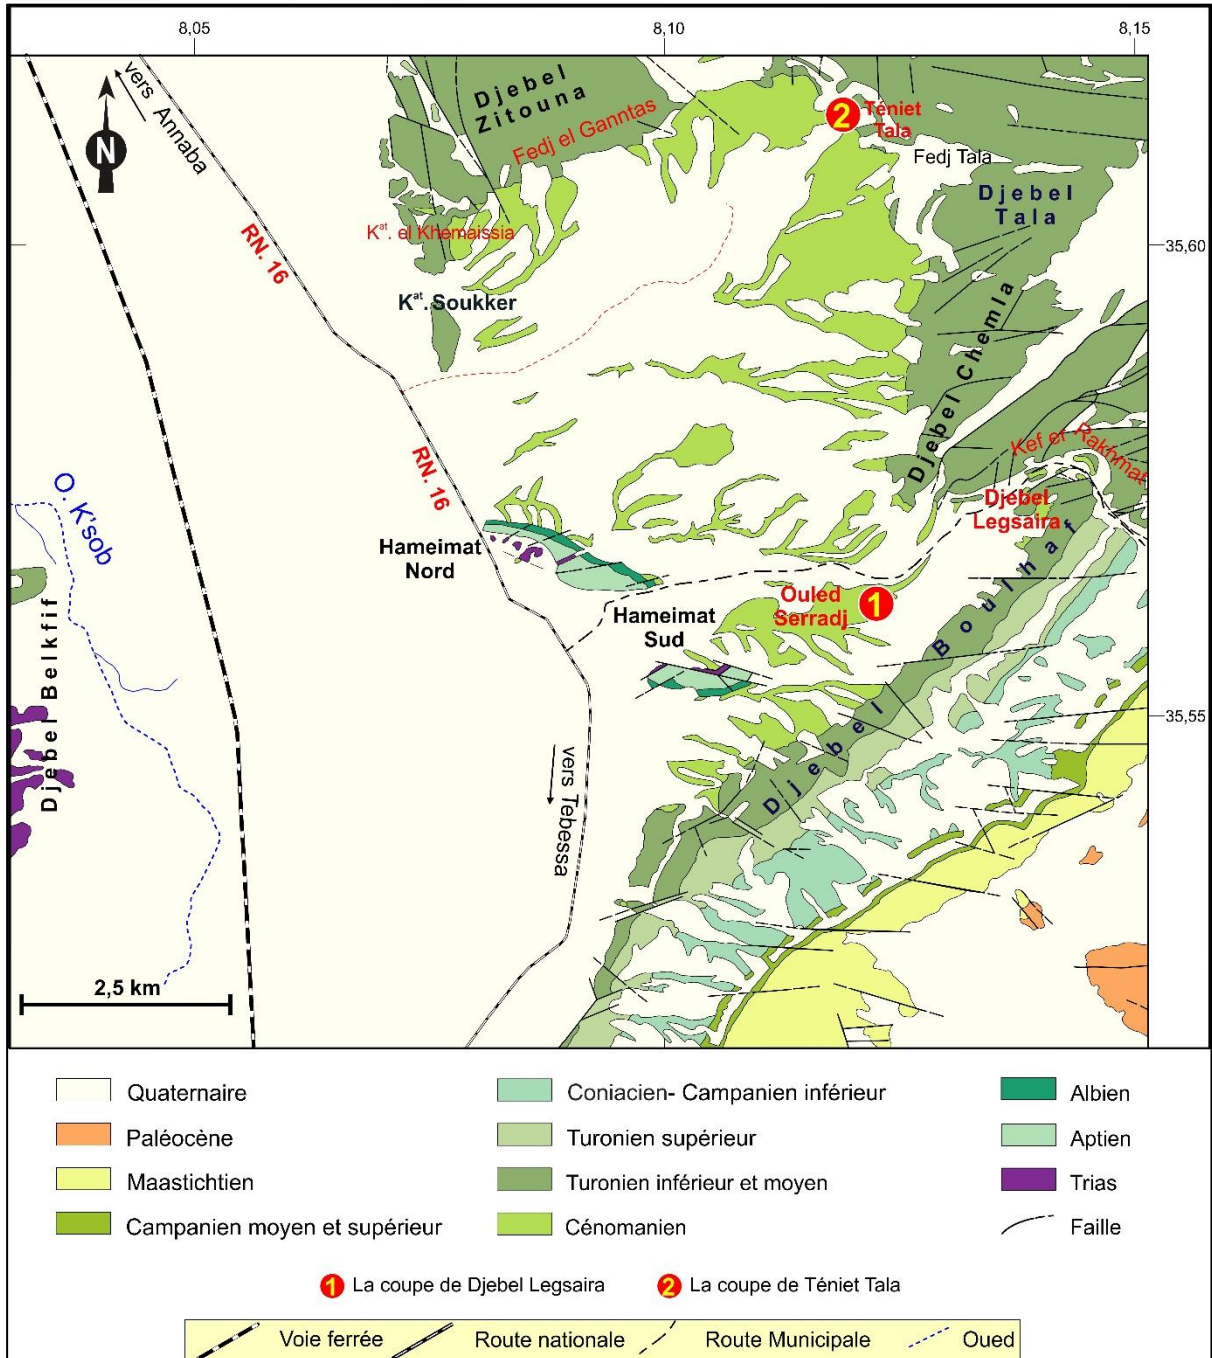 8,05
8,10
8,15
vers Annaba
N
RN. 16
Djebel
Zitouna
Fedj el Ganntas
2
Téniet
Tala
Fedj Tala
Djebel
Tala
35,60
Kat. el Khemaissia
Kat. Soukker
Djebel Chemla
RN. 16
Kef er Rakhmat
Djebel
Legsaira
O. K'sob
Hameimat
Nord
Ouled
Serradj
1
Hameimat
Sud
Djebel Boulhaf
Djebel Belkfif
35,55
vers Tébessa
2,5 km
Quaternaire
Paléocène
Maastichtien
Campanien moyen et supérieur
Coniacien- Campanien inférieur
Turonien supérieur
Turonien inférieur et moyen
Cénomanien
Albien
Aptien
Trias
Faille
1 La coupe de Djebel Legsaira
2 La coupe de Téniet Tala
Voie ferrée
Route nationale
Route Municipale
Oued